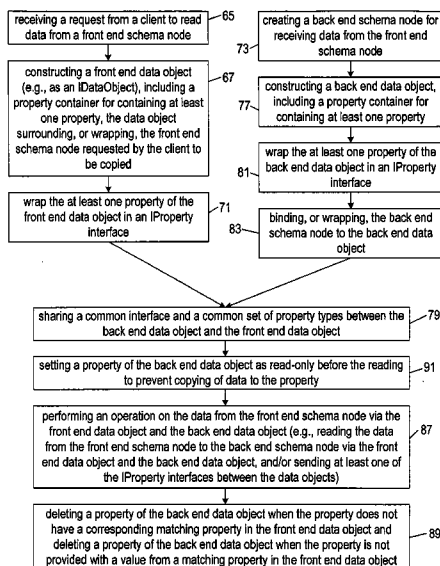 receiving a request from a client to read
data from a front end schema node
65
constructing a front end data object
(e.g., as an IDataObject), including a
property container for containing at least
one property, the data object
surrounding, or wrapping, the front end
schema node requested by the client
to be copied
67
wrap the at least one property of the
front end data object in an IProperty
interface
71
creating a back end schema node for
receiving data from the front end
schema node
73
constructing a back end data object,
including a property container for
containing at least one property
77
wrap the at least one property of the
back end data object in an IProperty
interface
81
binding, or wrapping, the back end
schema node to the back end data
object
83
sharing a common interface and a common set of property types between the
back end data object and the front end data object
79
setting a property of the back end data object as read-only before the reading
to prevent copying of data to the property
91
performing an operation on the data from the front end schema node via the
front end data object and the back end data object (e.g., reading the data
from the front end schema node to the back end schema node via the front
end data object and the back end data object, and/or sending at least one of
the IProperty interfaces between the data objects)
87
deleting a property of the back end data object when the property does not
have a corresponding matching property in the front end data object and
deleting a property of the back end data object when the property is not
provided with a value from a matching property in the front end data object
89